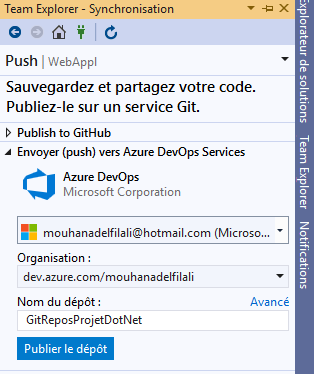 Team Explorer - Synchronisation
Push | WebAppl
Sauvegardez et partagez votre code.
Publiez-le sur un service Git.
Publish to GitHub
Envoyer (push) vers Azure DevOps Services
Azure DevOps
Microsoft Corporation
mouhanadelfilali@hotmail.com (Microso...
Organisation :
dev.azure.com/mouhanadelfilali
Nom du dépôt :
Avancé
GitReposProjetDotNet
Publier le dépôt
Explorateur de solutions
Team Explorer
Notifications